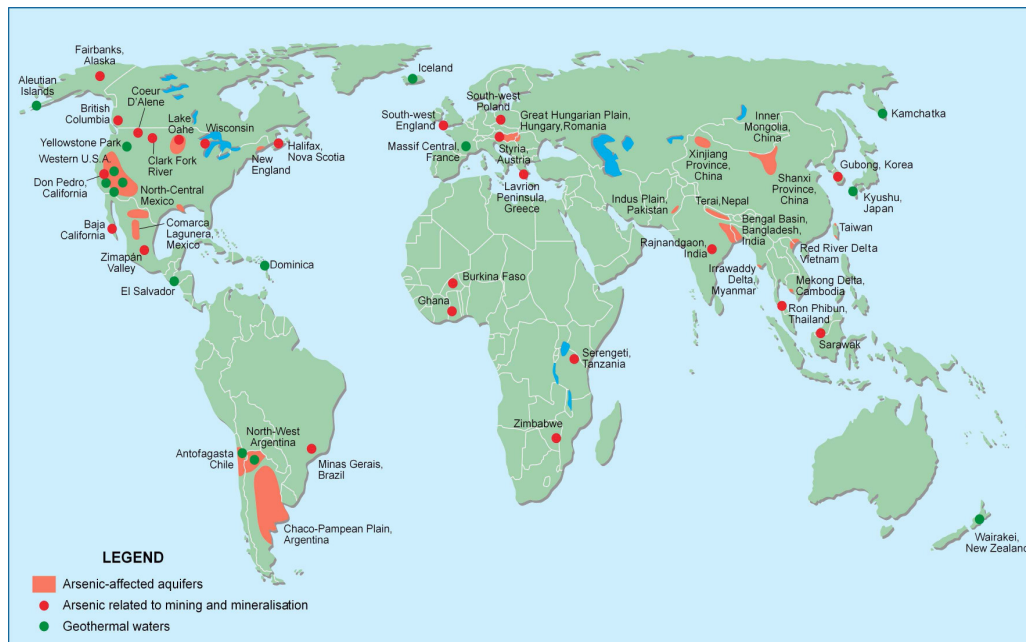 Fairbanks,
Alaska
Aleutian
Islands
Coeur
D'Alene
British
Columbia
Lake
Oahe
Wisconsin
Yellowstone Park
Western U.S.A.
Clark Fork
River
New
England
Halifax,
Nova Scotia
Don Pedro,
California
North-Central
Mexico
Baja
California
Comarca
Lagunera,
Mexico
Zimapán
Valley
El Salvador
Dominica
Iceland
South-west
Poland
South-west
England
Great Hungarian Plain,
Hungary,Romania
Massif Central,
France
Styria,
Austria
Lavrion
Peninsula,
Greece
Inner
Mongolia,
China
Kamchatka
Xinjiang
Province,
China
Gubong, Korea
Shanxi
Province,
China
Kyushu,
Japan
Indus Plain,
Pakistan
Terai,Nepal
Bengal Basin,
Bangladesh,
India
Taiwan
Rajnandgaon,
India
Red River Delta
Vietnam
Irrawaddy
Delta,
Myanmar
Mekong Delta,
Cambodia
Ron Phibun,
Thailand
Sarawak
Burkina Faso
Ghana
Serengeti,
Tanzania
Zimbabwe
North-West
Argentina
Antofagasta
Chile
Minas Gerais,
Brazil
Chaco-Pampean Plain,
Argentina
Wairakei,
New Zealand
LEGEND
Arsenic-affected aquifers
Arsenic related to mining and mineralisation
Geothermal waters